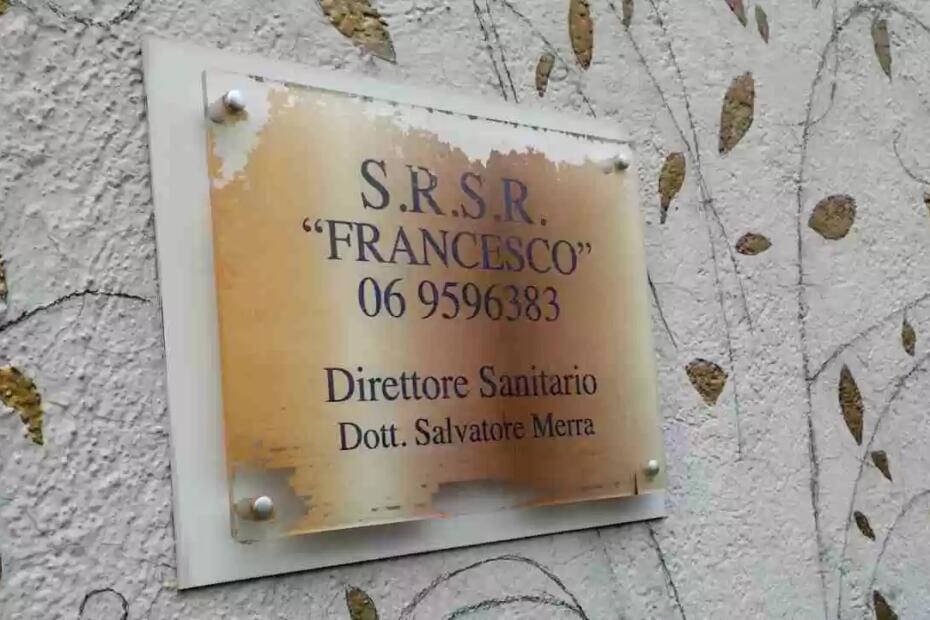 S.R.S.R.
“FRANCESCO”
06 9596383
Direttore Sanitario
Dott. Salvatore Merra